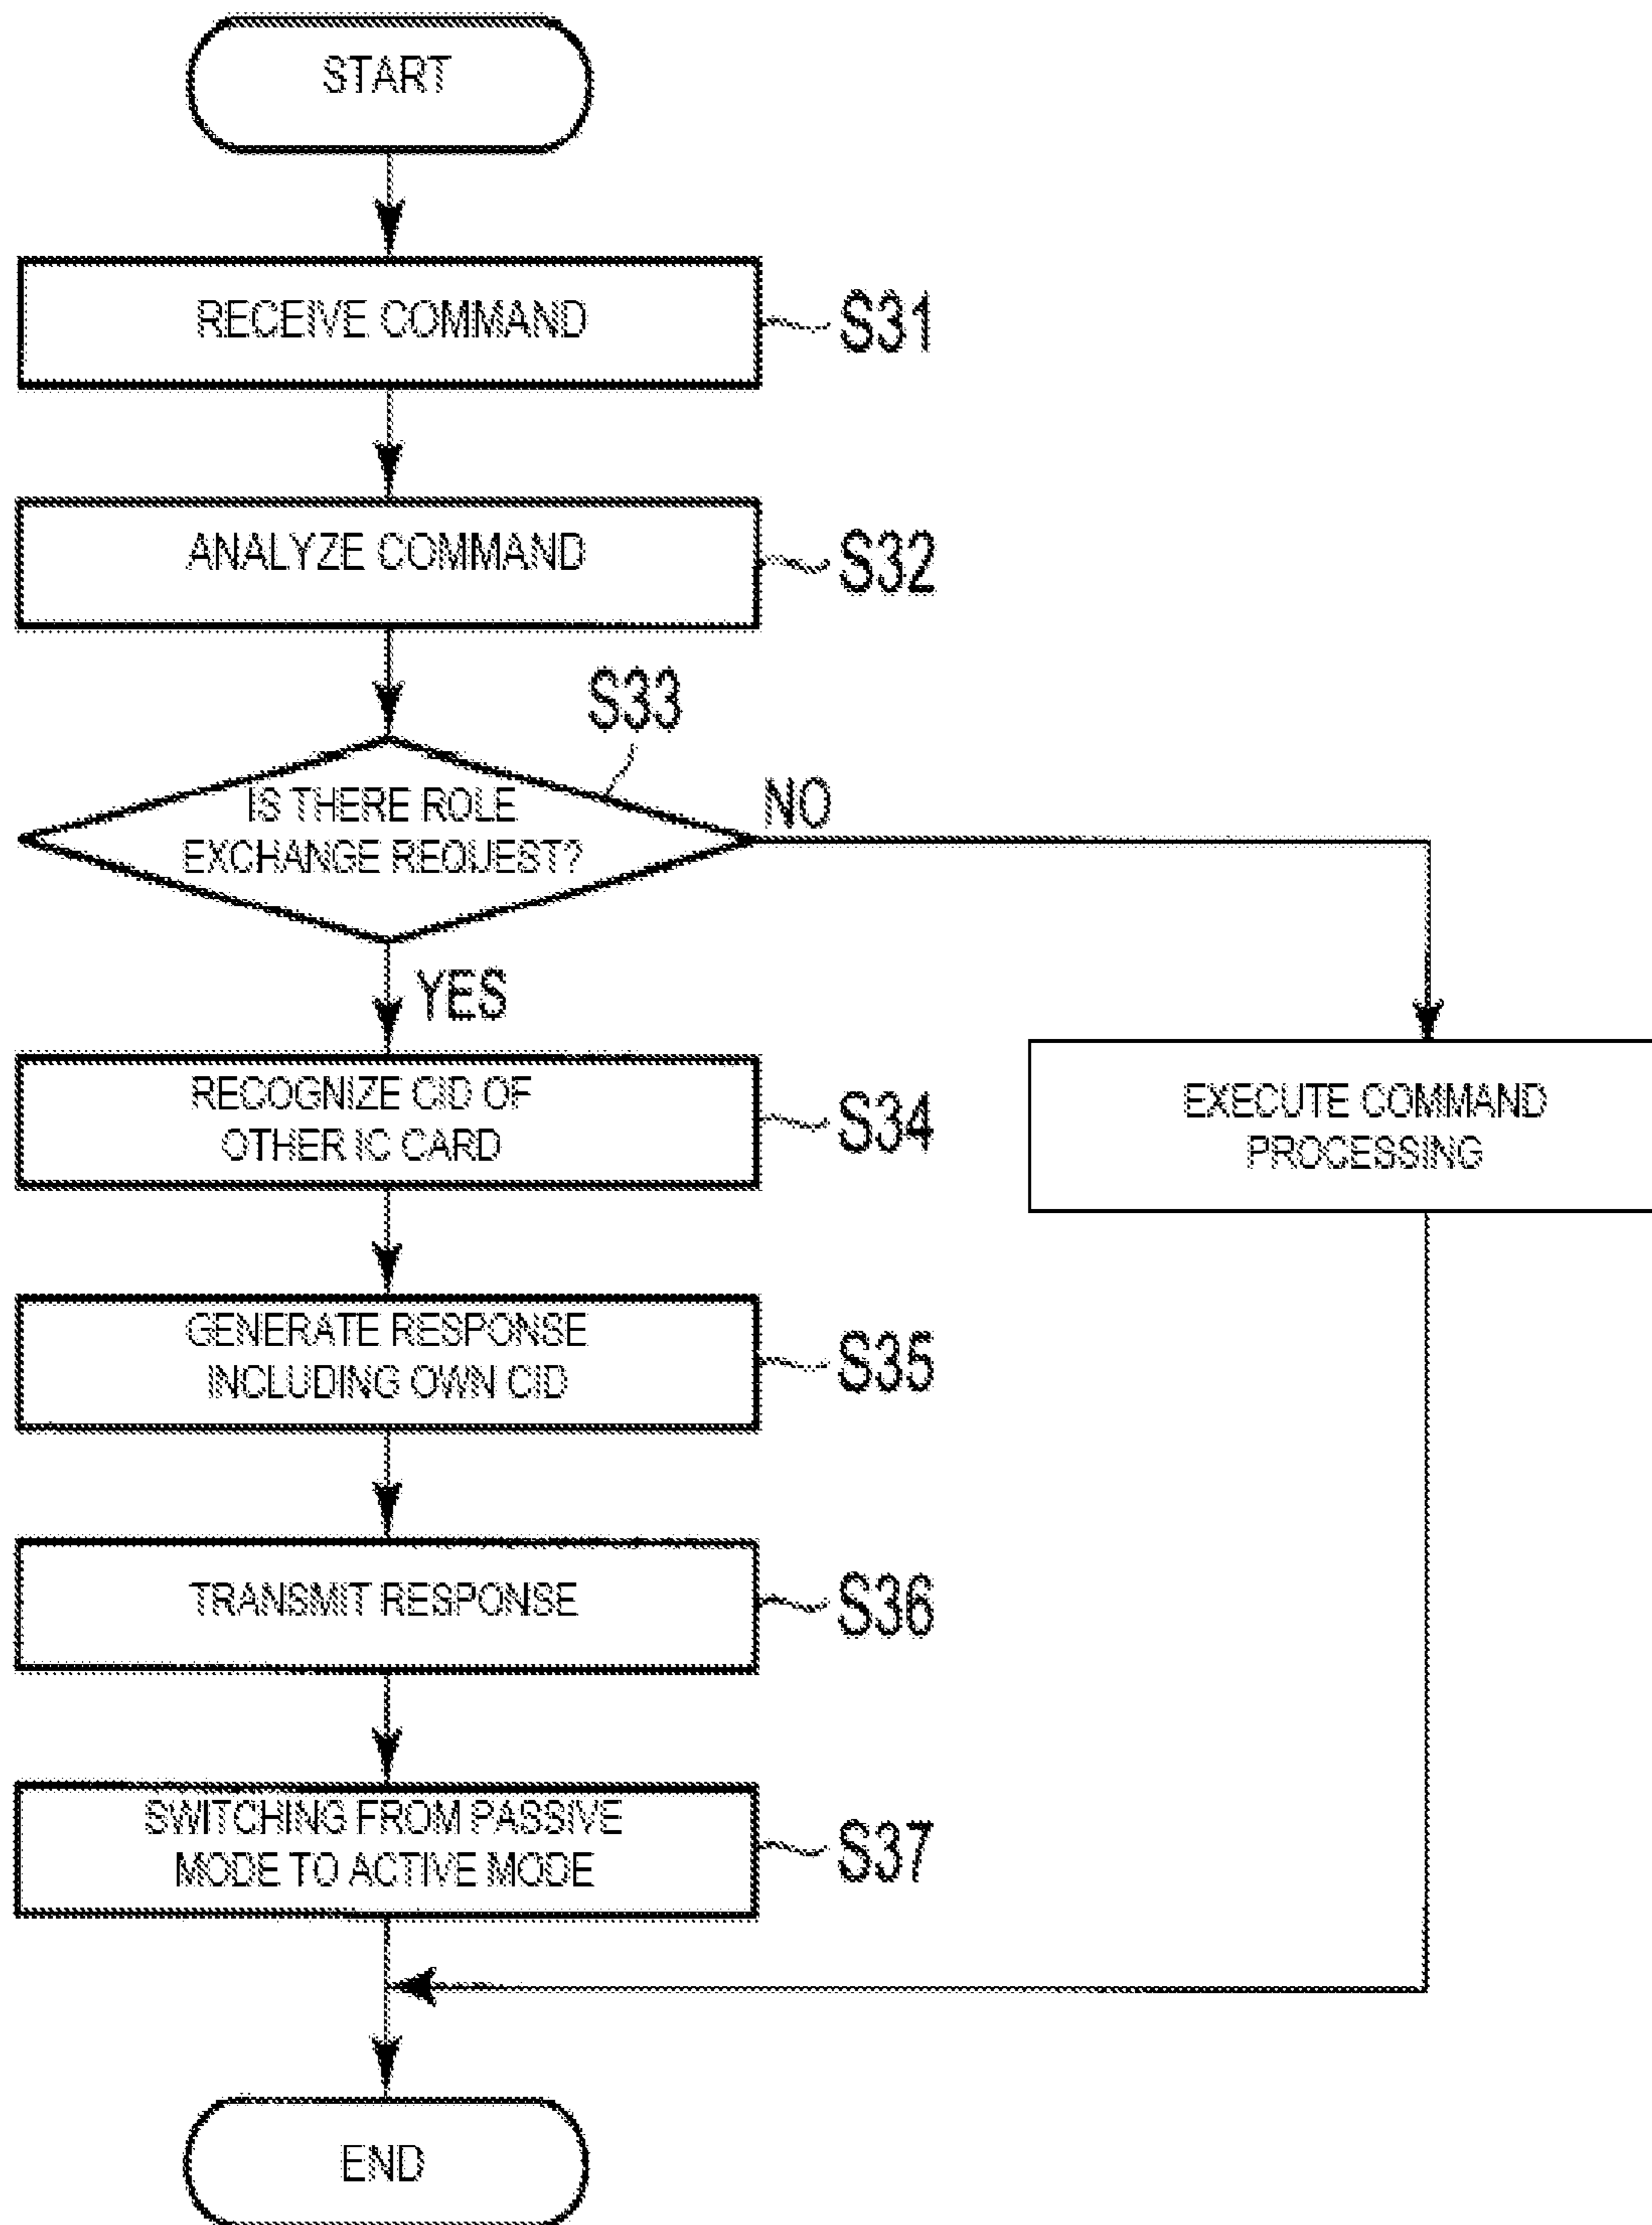 START
RECEIVE COMMAND
S31
ANALYZE COMMAND
S32
S33
IS THERE ROLE
EXCHANGE REQUEST?
NO
YES
RECOGNIZE CID OF
OTHER IC CARD
S34
EXECUTE COMMAND
PROCESSING
GENERATE RESPONSE
INCLUDING OWN CID
S35
TRANSMIT RESPONSE
S36
SWITCHING FROM PASSIVE
MODE TO ACTIVE MODE
S37
END